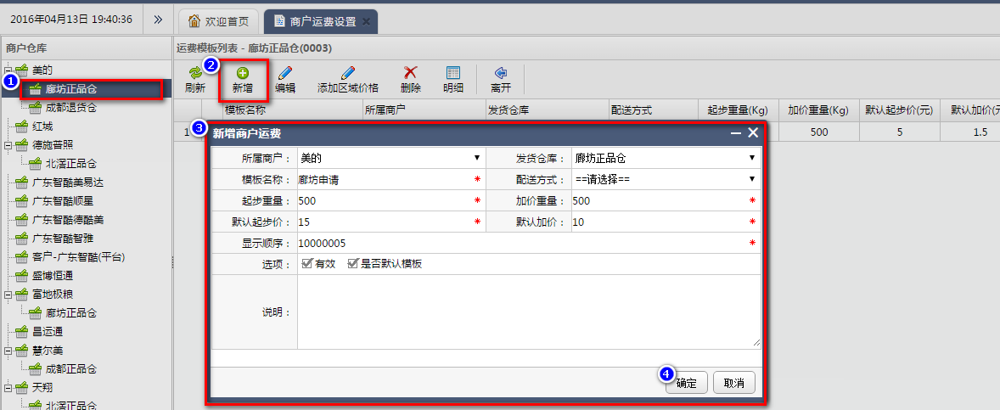 2016年04月13日 19:40:36
»
欢迎首页
商户运费设置
商户仓库
运费模板列表 - 廊坊正品仓(0003)
美的
廊坊正品仓
成都退货仓
红城
德施普照
北滘正品仓
广东智酷美易达
广东智酷顺星
广东智酷德酷美
广东智酷智雅
客户-广东智酷(平台)
盛博恒通
富地极粮
廊坊正品仓
昌运通
慧尔美
成都正品仓
天翔
北滘正品仓
1
2
刷新
新增
编辑
添加区域价格
删除
明细
离开
模板名称 所属商户 发货仓库 配送方式 起步重量(Kg) 加价重量(Kg) 默认起步价(元) 默认加价(元
1 500 5 1.5
3
新增商户运费
所属商户： 美的 发货仓库： 廊坊正品仓
模板名称： 廊坊申请 * 配送方式： ==请选择==
起步重量： 500 * 加价重量： 500 *
默认起步价： 15 * 默认加价： 10 *
显示顺序： 10000005 *
选项： 有效 是否默认模板
说明：
4
确定 取消